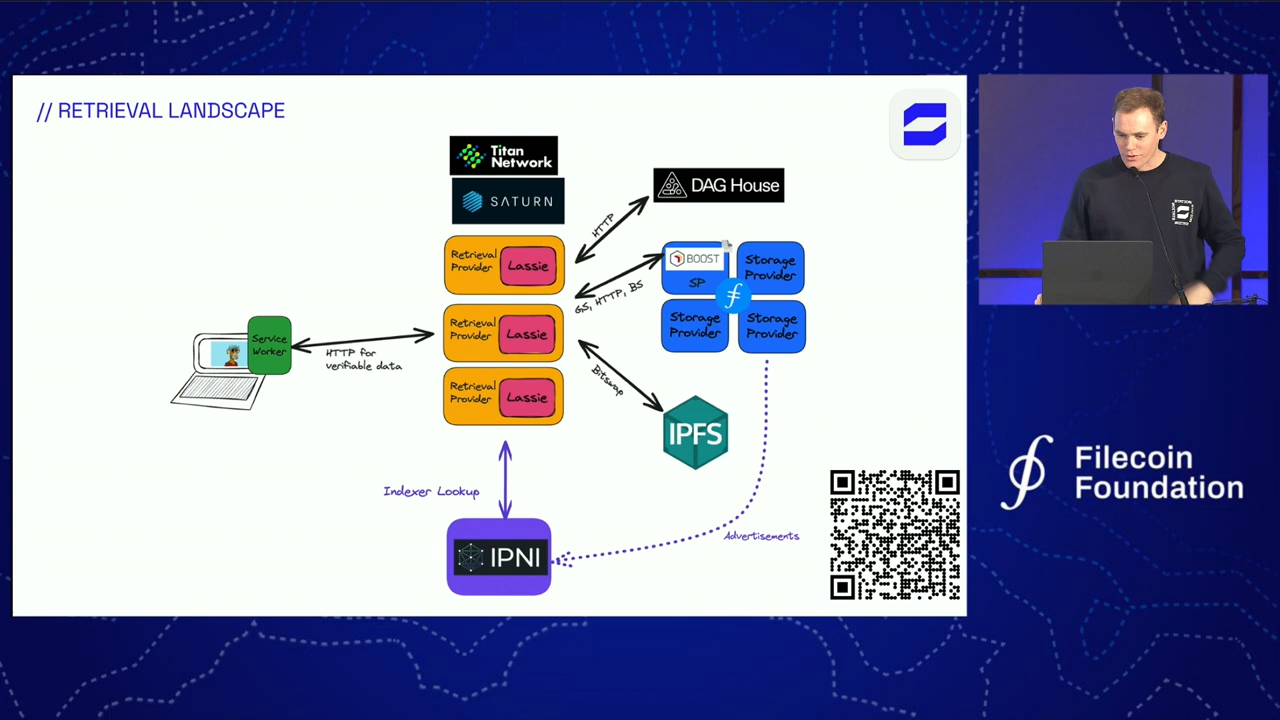 // RETRIEVAL LANDSCAPE
Titan
Network
SATURN
DAG House
HTTP
Retrieval
Provider
Lassie
BOOST
SP
Storage
Provider
GS, HTTP, BS
Service
Worker
HTTP for
verifiable data
Retrieval
Provider
Lassie
Storage
Provider
Storage
Provider
Bitswap
Retrieval
Provider
Lassie
IPFS
Indexer Lookup
Advertisements
IPNI
Filecoin
Foundation